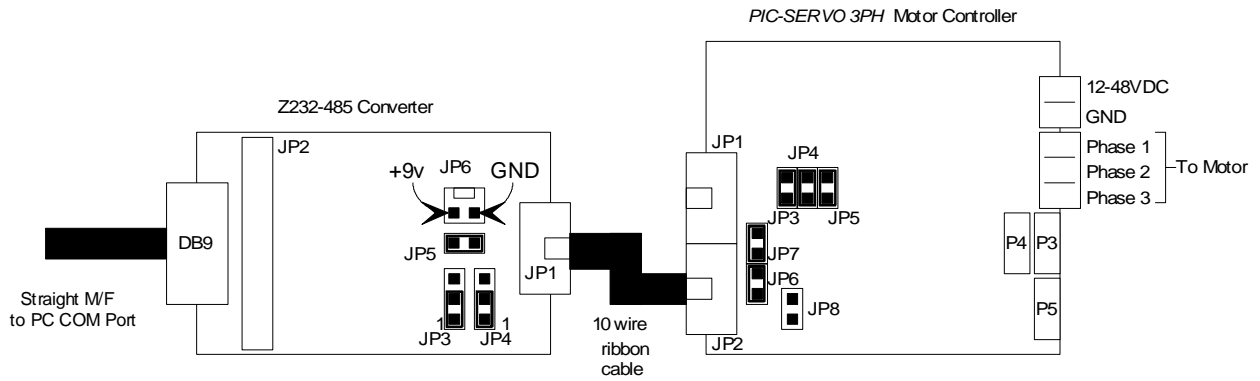 PIC-SERVO 3PH Motor Controller
Z232-485 Converter
JP2
+9v
JP6
GND
DB9
JP5
JP1
1
1
JP3
JP4
Straight M/F
to PC COM Port
10 wire
ribbon
cable
JP1
JP4
JP3
JP5
JP7
JP6
JP8
JP2
12-48VDC
GND
Phase 1
Phase 2
Phase 3
To Motor
P4
P3
P5